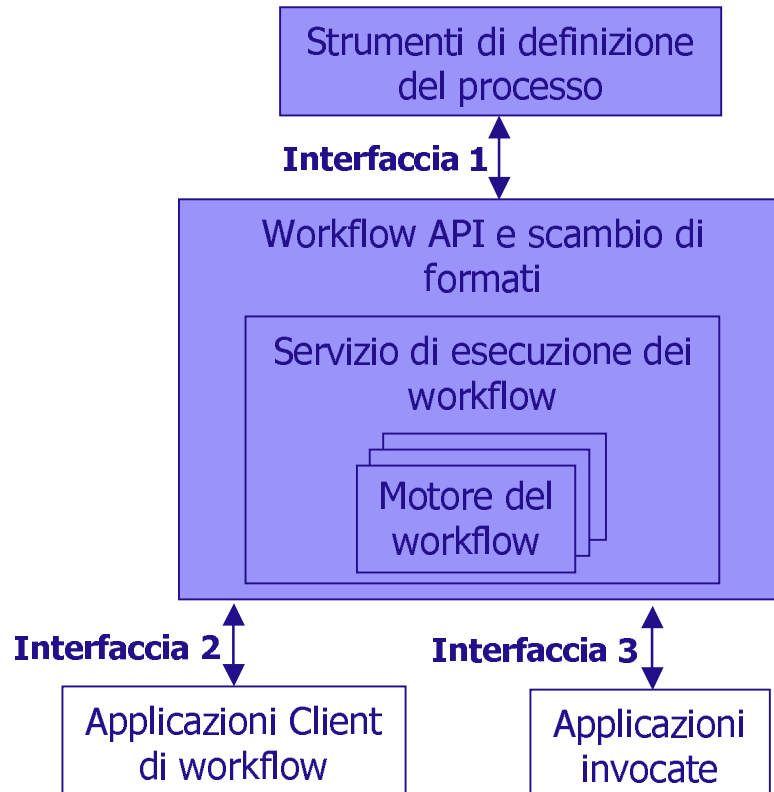 Strumenti di definizione
del processo
Interfaccia 1
Workflow API e scambio di
formati
Servizio di esecuzione dei
workflow
Motore del
workflow
Interfaccia 2
Interfaccia 3
Applicazioni Client
di workflow
Applicazioni
invocate